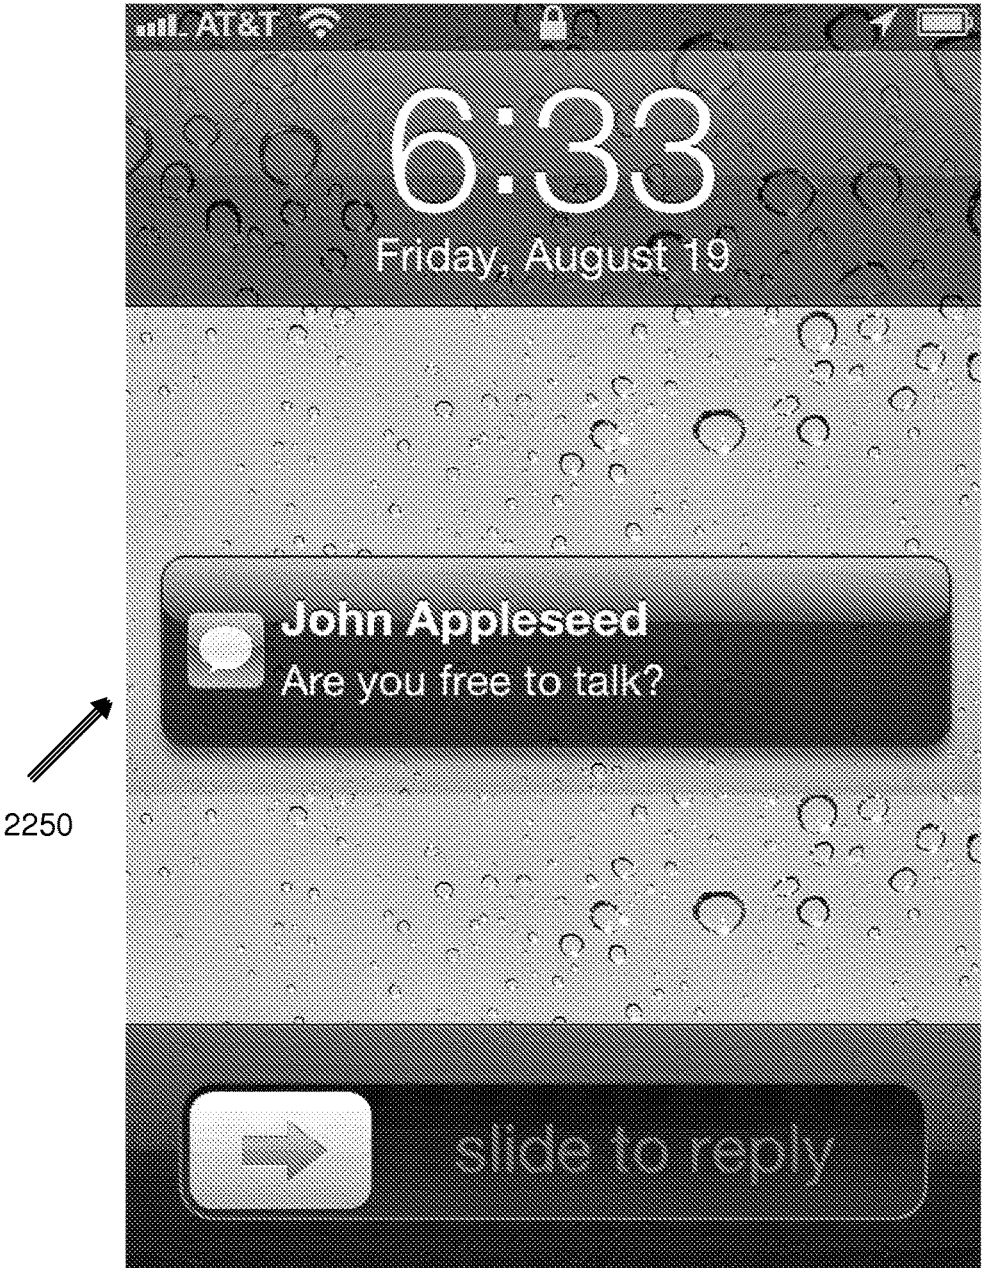 AT&T
6:33
Friday, August 19
John Appleseed
Are you free to talk?
2250
slide to reply